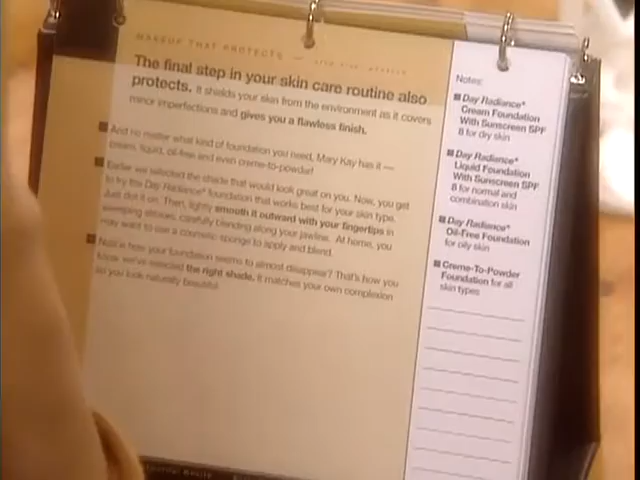 MAKEUP THAT PROTECTS —
The final step in your skin care routine also
protects. It shields your skin from the environment as it covers
minor imperfections and gives you a flawless finish.
And no matter what kind of foundation you need, Mary Kay has it —
cream, liquid, oil-free and even creme-to-powder!
Earlier we selected the shade that would look great on you. Now, you get
to try the Day Radiance® foundation that works best for your skin type.
Just dot it on. Then, lightly smooth it outward with your fingertips in
sweeping strokes, carefully blending along your jawline. At home, you
may want to use a cosmetic sponge to apply and blend.
Notice how your foundation seems to almost disappear? That's how you
know we've selected the right shade. It matches your own complexion
so you look naturally beautiful.
Notes:
Day Radiance®
Cream Foundation
With Sunscreen SPF
8 for dry skin
Day Radiance®
Liquid Foundation
With Sunscreen SPF
8 for normal and
combination skin
Day Radiance®
Oil-Free Foundation
for oily skin
Creme-To-Powder
Foundation for all
skin types